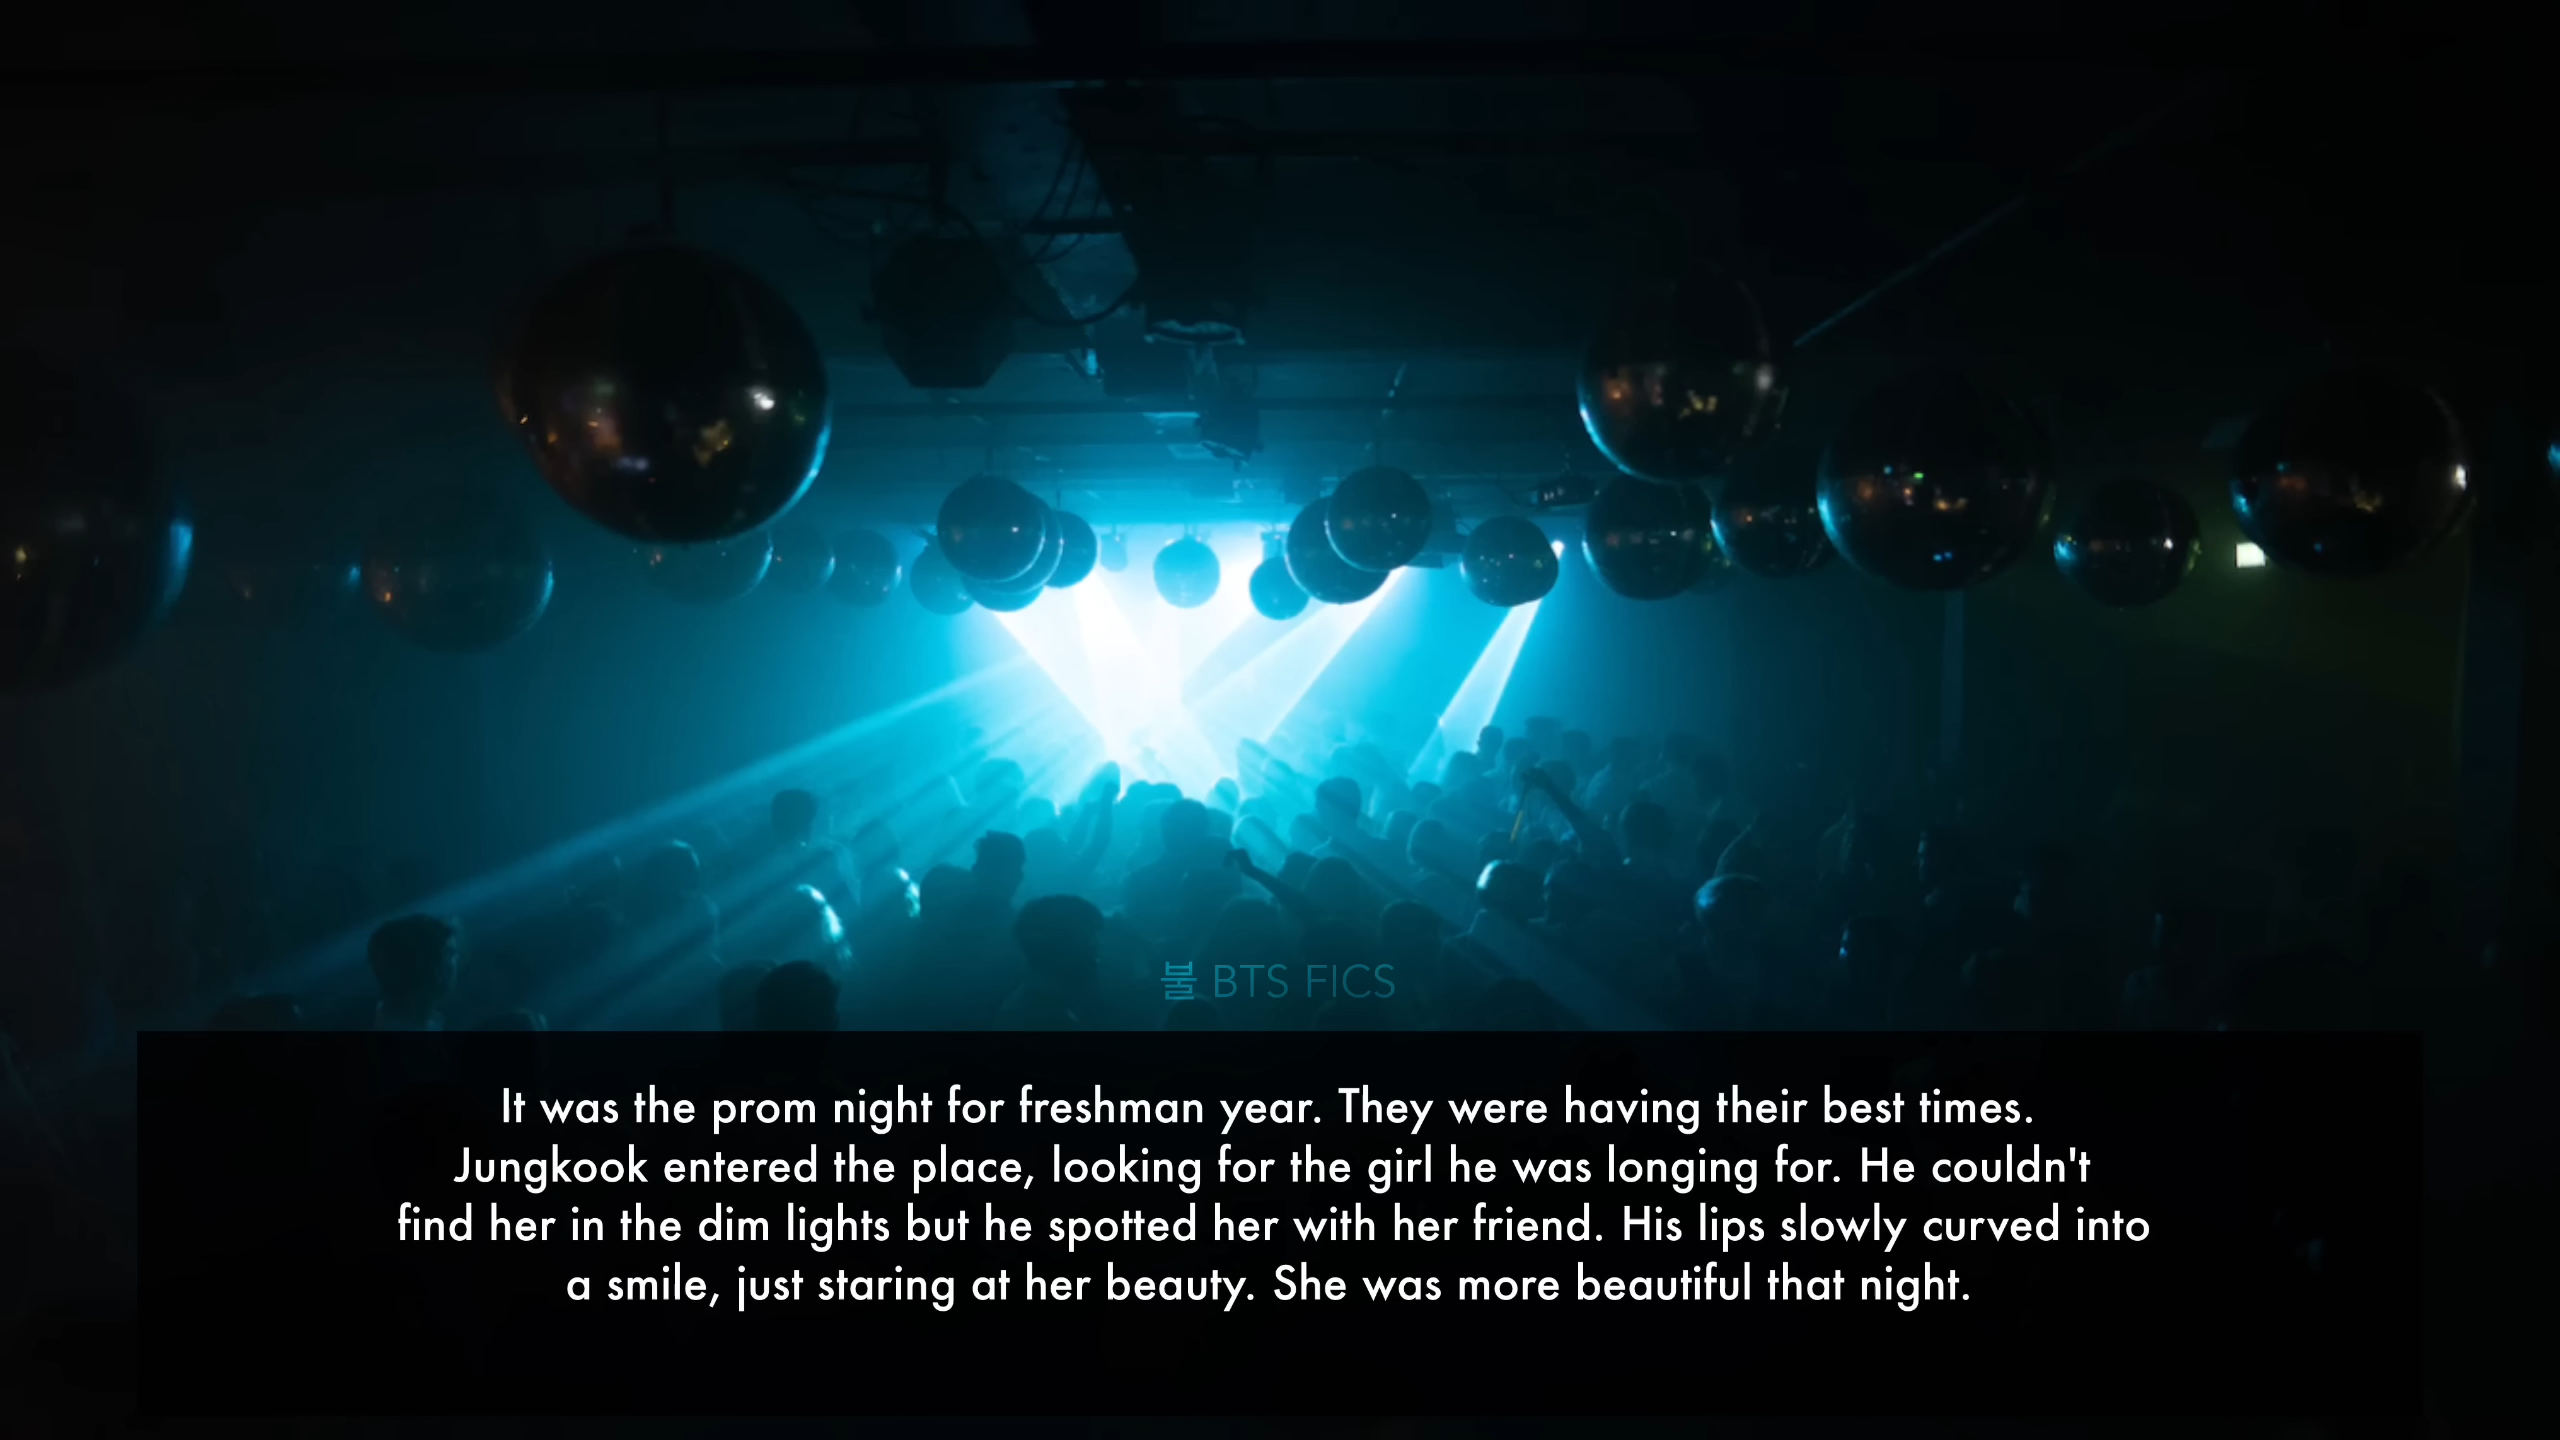 불 BTS FICS
It was the prom night for freshman year. They were having their best times.
Jungkook entered the place, looking for the girl he was longing for. He couldn't
find her in the dim lights but he spotted her with her friend. His lips slowly curved into
a smile, just staring at her beauty. She was more beautiful that night.